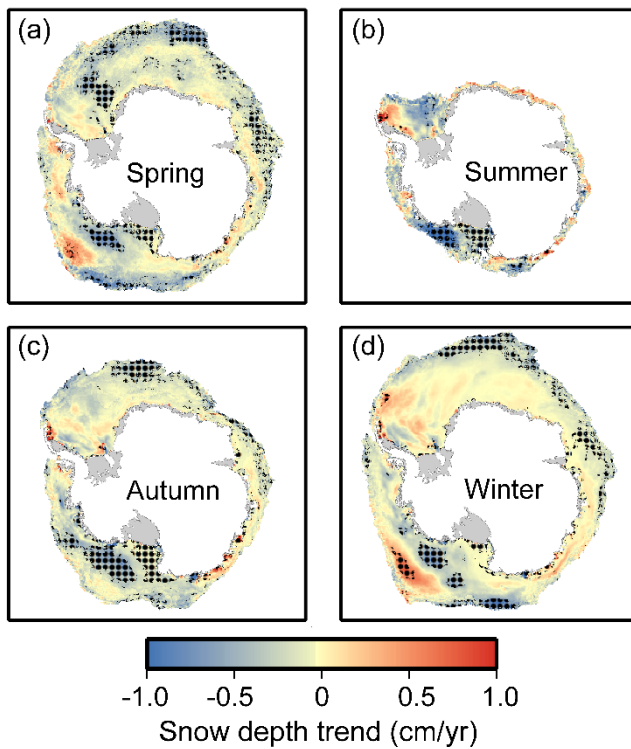 (a)
Spring
(b)
Summer
(c)
Autumn
(d)
Winter
-1.0 -0.5 0 0.5 1.0
Snow depth trend (cm/yr)